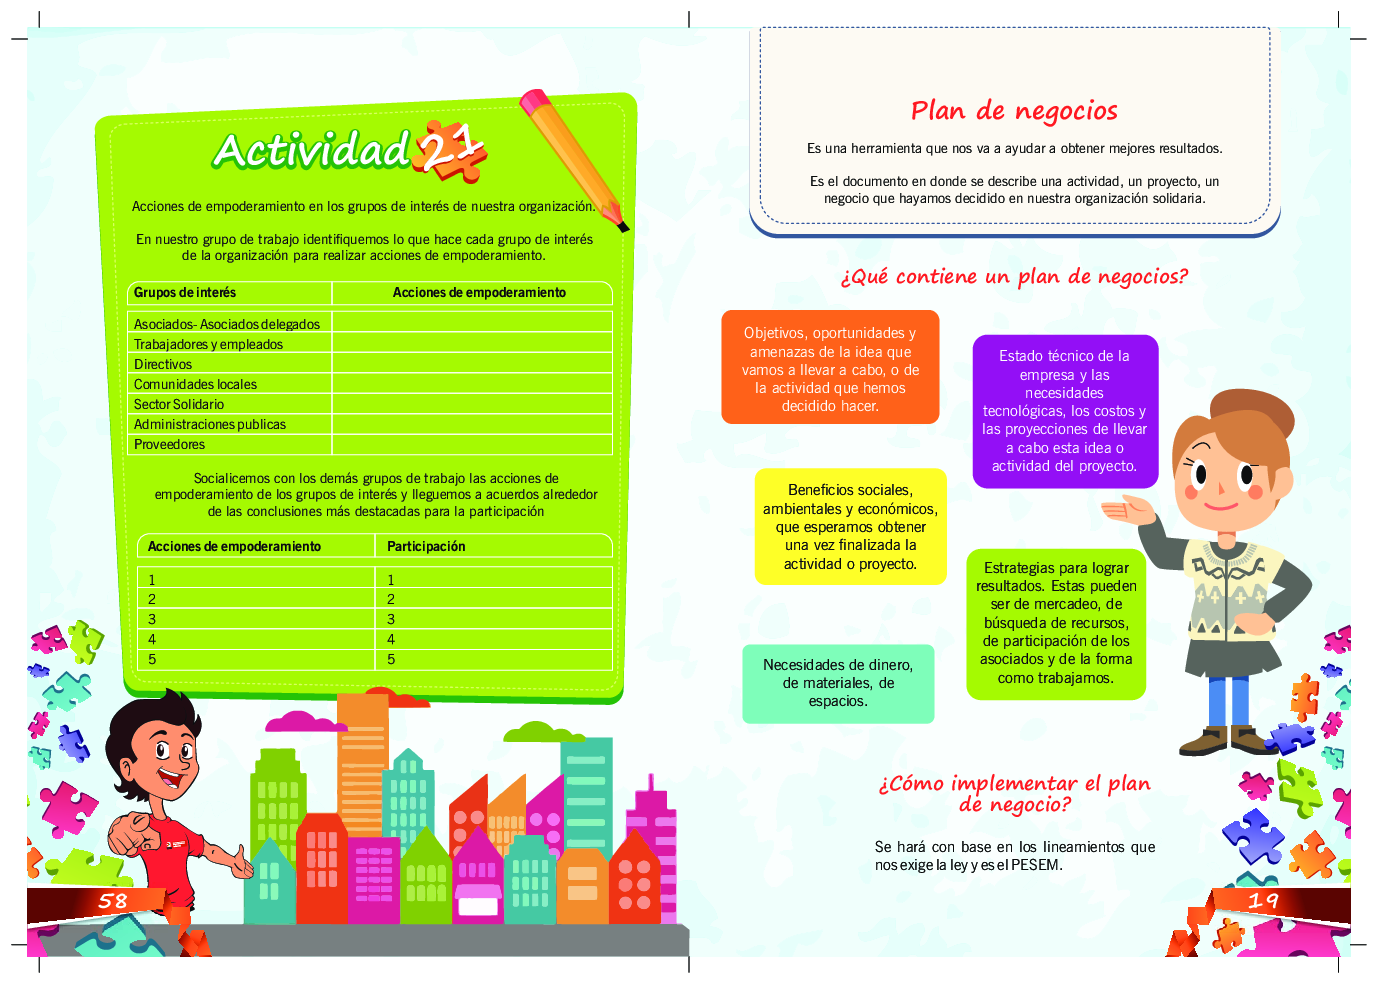 Actividad 21
Acciones de empoderamiento en los grupos de interés de nuestra organización.
En nuestro grupo de trabajo identifiquemos lo que hace cada grupo de interés
de la organización para realizar acciones de empoderamiento.
Grupos de interés Acciones de empoderamiento
Asociados- Asociados delegados
Trabajadores y empleados
Directivos
Comunidades locales
Sector Solidario
Administraciones publicas
Proveedores
Socialicemos con los demás grupos de trabajo las acciones de
empoderamiento de los grupos de interés y lleguemos a acuerdos alrededor
de las conclusiones más destacadas para la participación
Acciones de empoderamiento Participación
1 1
2 2
3 3
4 4
5 5
58
Plan de negocios
Es una herramienta que nos va a ayudar a obtener mejores resultados.
Es el documento en donde se describe una actividad, un proyecto, un
negocio que hayamos decidido en nuestra organización solidaria.
¿Qué contiene un plan de negocios?
Objetivos, oportunidades y
amenazas de la idea que
vamos a llevar a cabo, o de
la actividad que hemos
decidido hacer.
Estado técnico de la
empresa y las
necesidades
tecnológicas, los costos y
las proyecciones de llevar
a cabo esta idea o
actividad del proyecto.
Beneficios sociales,
ambientales y económicos,
que esperamos obtener
una vez finalizada la
actividad o proyecto.
Estrategias para lograr
resultados. Estas pueden
ser de mercadeo, de
búsqueda de recursos,
de participación de los
asociados y de la forma
como trabajamos.
Necesidades de dinero,
de materiales, de
espacios.
¿Cómo implementar el plan
de negocio?
Se hará con base en los lineamientos que
nos exige la ley y es el PESEM.
19